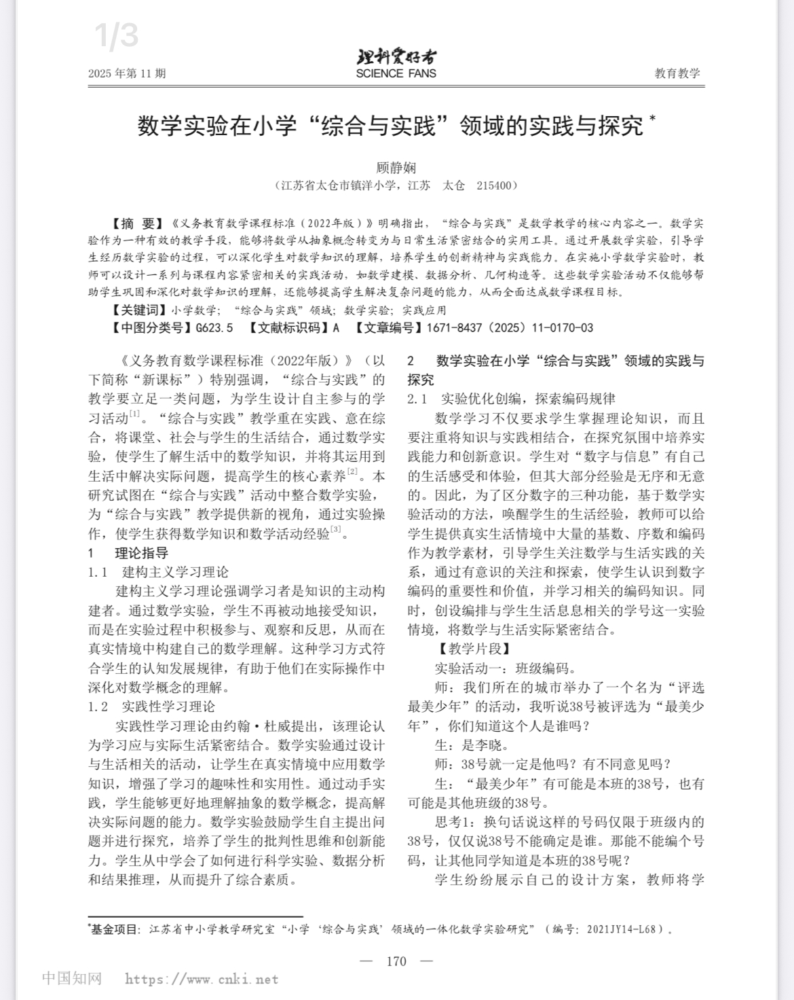 1/3
理科爱好者
2025 年第 11 期
SCIENCE FANS
教育教学
数学实验在小学“综合与实践”领域的实践与探究*
顾静娴
（江苏省太仓市镇洋小学，江苏　太仓　215400）
【摘　要】《义务教育数学课程标准（2022年版）》明确指出，“综合与实践”是数学教学的核心内容之一。数学实
验作为一种有效的教学手段，能够将数学从抽象概念转变为与日常生活紧密结合的实用工具。通过开展数学实验，引导学
生经历数学实验的过程，可以深化学生对数学知识的理解，培养学生的创新精神与实践能力。在实施小学数学实验时，教
师可以设计一系列与课程内容紧密相关的实践活动，如数学建模、数据分析、几何构造等。这些数学实验活动不仅能够帮
助学生巩固和深化对数学知识的理解，还能够提高学生解决复杂问题的能力，从而全面达成数学课程目标。
【关键词】小学数学；“综合与实践”领域；数学实验；实践应用
【中图分类号】G623.5　【文献标识码】A　【文章编号】1671-8437（2025）11-0170-03
《义务教育数学课程标准（2022年版）》（以
下简称“新课标”）特别强调，“综合与实践”的
教学要立足一类问题，为学生设计自主参与的学
习活动[1]。“综合与实践”教学重在实践、意在综
合，将课堂、社会与学生的生活结合，通过数学实
验，使学生了解生活中的数学知识，并将其运用到
生活中解决实际问题，提高学生的核心素养[2]。本
研究试图在“综合与实践”活动中整合数学实验，
为“综合与实践”教学提供新的视角，通过实验操
作，使学生获得数学知识和数学活动经验[3]。
1　理论指导
1.1　建构主义学习理论
建构主义学习理论强调学习者是知识的主动构
建者。通过数学实验，学生不再被动地接受知识，
而是在实验过程中积极参与、观察和反思，从而在
真实情境中构建自己的数学理解。这种学习方式符
合学生的认知发展规律，有助于他们在实际操作中
深化对数学概念的理解。
1.2　实践性学习理论
实践性学习理论由约翰·杜威提出，该理论认
为学习应与实际生活紧密结合。数学实验通过设计
与生活相关的活动，让学生在真实情境中应用数学
知识，增强了学习的趣味性和实用性。通过动手实
践，学生能够更好地理解抽象的数学概念，提高解
决实际问题的能力。数学实验鼓励学生自主提出问
题并进行探究，培养了学生的批判性思维和创新能
力。学生从中学会了如何进行科学实验、数据分析
和结果推理，从而提升了综合素质。
2　数学实验在小学“综合与实践”领域的实践与
探究
2.1　实验优化创编，探索编码规律
数学学习不仅要求学生掌握理论知识，而且
要注重将知识与实践相结合，在探究氛围中培养实
践能力和创新意识。学生对“数字与信息”有自己
的生活感受和体验，但其大部分经验是无序和无意
的。因此，为了区分数字的三种功能，基于数学实
验活动的方法，唤醒学生的生活经验，教师可以给
学生提供真实生活情境中大量的基数、序数和编码
作为教学素材，引导学生关注数学与生活实践的关
系，通过有意识的关注和探索，使学生认识到数字
编码的重要性和价值，并学习相关的编码知识。同
时，创设编排与学生生活息息相关的学号这一实验
情境，将数学与生活实际紧密结合。
【教学片段】
实验活动一：班级编码。
师：我们所在的城市举办了一个名为“评选
最美少年”的活动，我听说38号被评选为“最美少
年”，你们知道这个人是谁吗？
生：是李晓。
师：38号就一定是他吗？有不同意见吗？
生：“最美少年”有可能是本班的38号，也有
可能是其他班级的38号。
思考1：换句话说这样的号码仅限于班级内的
38号，仅仅说38号不能确定是谁。那能不能编个号
码，让其他同学知道是本班的38号呢？
学生纷纷展示自己的设计方案，教师将学
*基金项目：江苏省中小学教学研究室“小学‘综合与实践’领域的一体化数学实验研究”（编号：2021JY14-L68）。
— 170 —
中国知网　https://www.cnki.net